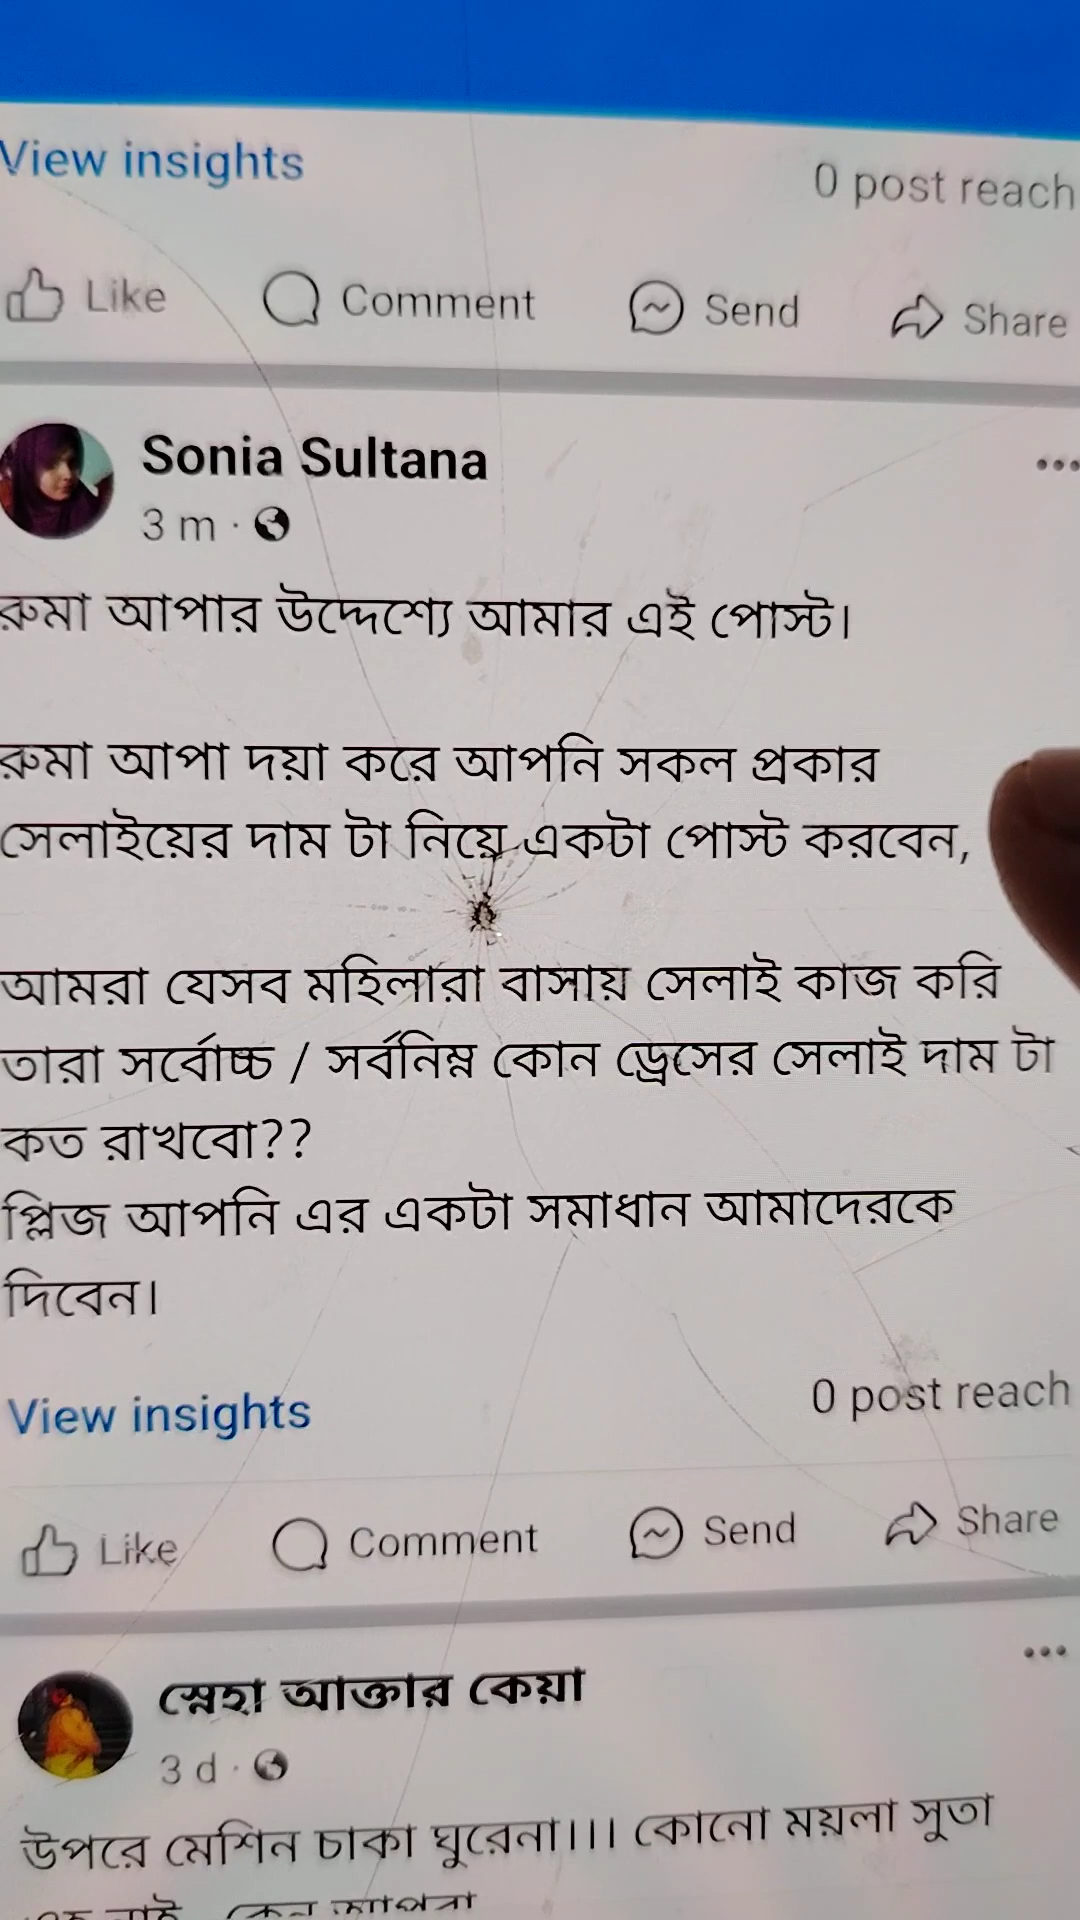 View insights
0 post reach
Like Comment Send Share
Sonia Sultana
3 m ·
রুমা আপার উদ্দেশ্যে আমার এই পোস্ট।
রুমা আপা দয়া করে আপনি সকল প্রকার
সেলাইয়ের দাম টা নিয়ে একটা পোস্ট করবেন,
আমরা যেসব মহিলারা বাসায় সেলাই কাজ করি
তারা সর্বোচ্চ / সর্বনিম্ন কোন ড্রেসের সেলাই দাম টা
কত রাখবো??
প্লিজ আপনি এর একটা সমাধান আমাদেরকে
দিবেন।
View insights
0 post reach
Like Comment Send Share
স্নেহা আক্তার কেয়া
3 d ·
উপরে মেশিন চাকা ঘুরেনা।।। কোনো ময়লা সুতা